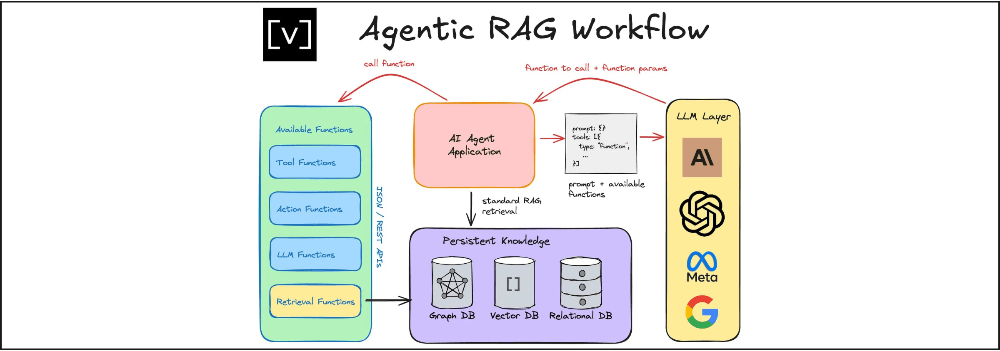 [V]
Agentic RAG Workflow
call function
function to call + function params
Available Functions
Tool Functions
Action Functions
LLM Functions
Retrieval Functions
JSON / REST APIs
AI Agent
Application
prompt: {}
tools: [{
type: "function",
...
}]
prompt + available
functions
standard RAG
retrieval
Persistent Knowledge
[]
Graph DB
Vector DB
Relational DB
LLM Layer
A\
Meta
G